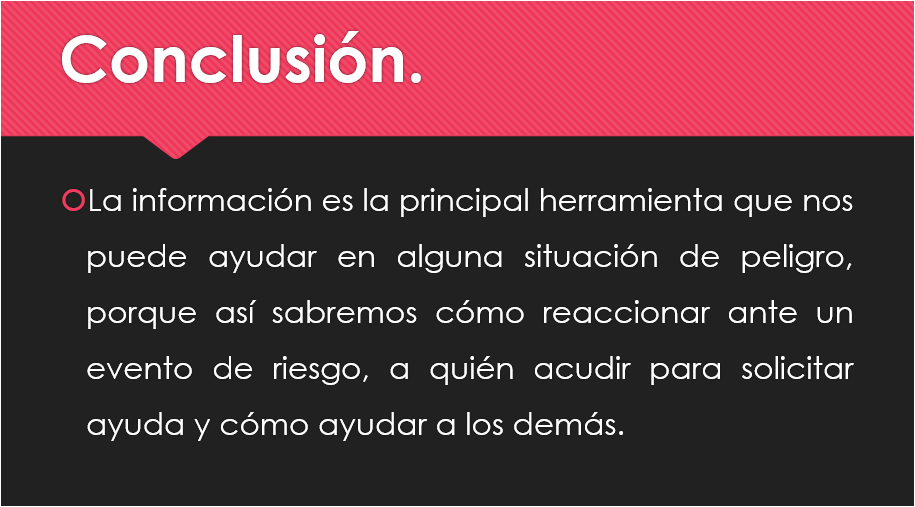 Conclusión.
La información es la principal herramienta que nos
puede ayudar en alguna situación de peligro,
porque así sabremos cómo reaccionar ante un
evento de riesgo, a quién acudir para solicitar
ayuda y cómo ayudar a los demás.